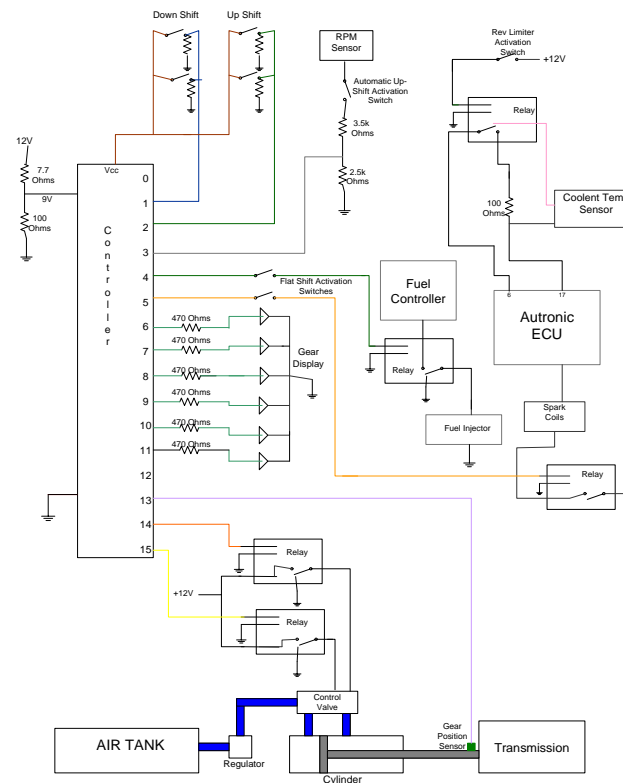 Down Shift
Up Shift
RPM
Sensor
Rev Limiter
Activation
Switch
+12V
Automatic Up-
Shift Activation
Switch
Relay
3.5k
Ohms
12V
7.7
Ohms
9V
100
Ohms
Vcc
Controller
0
1
2
3
4
5
6
7
8
9
10
11
12
13
14
15
2.5k
Ohms
100
Ohms
Coolent Temp
Sensor
Flat Shift Activation
Switches
Fuel
Controller
6
17
Autronic
ECU
470 Ohms
470 Ohms
470 Ohms
470 Ohms
470 Ohms
470 Ohms
Gear
Display
Relay
Fuel Injector
Spark
Coils
Relay
Relay
+12V
Relay
Control
Valve
AIR TANK
Regulator
Cylinder
Gear
Position
Sensor
Transmission